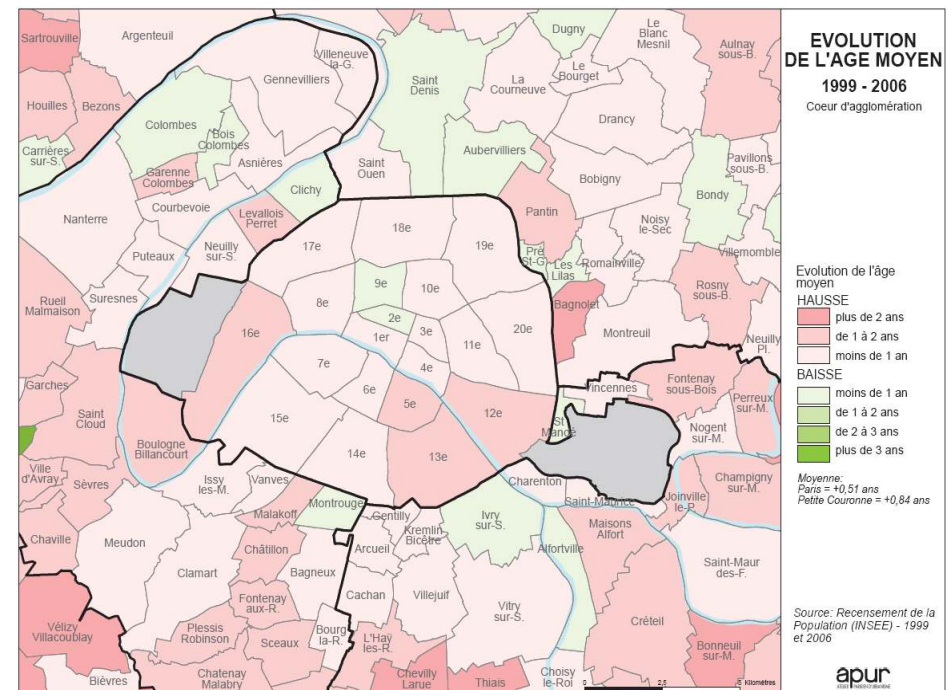 EVOLUTION
DE L'AGE MOYEN
1999 - 2006
Coeur d'agglomération
Sartrouville
Argenteuil
Villeneuve
la-G.
Gennevilliers
Dugny
Le
Blanc
Mesnil
Aulnay
sous-B.
Saint
Denis
La
Courneuve
Le
Bourget
Drancy
Houilles
Bezons
Colombes
Bois
Colombes
Carrières
sur-S.
Garenne
Colombes
Asnières
Aubervilliers
Saint
Ouen
Bobigny
Pavillons
sous-B.
Bondy
Clichy
Nanterre
Courbevoie
Levallois
Perret
Neuilly
sur-S.
Puteaux
Pantin
Noisy
le-Sec
Villemomble
Pré
St-G.
Les
Lilas
Romainville
Rosny
sous-B.
Bagnolet
Montreuil
Neuilly
Pl.
Rueil
Malmaison
Suresnes
17e
18e
19e
9e
10e
8e
2e
1er
3e
20e
11e
16e
7e
4e
6e
5e
12e
15e
14e
13e
Garches
Saint
Cloud
Boulogne
Billancourt
Ville
d'Avray
Sèvres
Issy
les-M.
Vanves
Vincennes
Fontenay
sous-Bois
Perreux
sur-M.
St
Mandé
Nogent
sur-M.
Charenton
Saint-Maurice
Joinville
le-P.
Champigny
sur-M.
Malakoff
Montrouge
Gentilly
Kremlin
Bicêtre
Ivry
sur-S.
Maisons
Alfort
Alfortville
Chaville
Meudon
Châtillon
Arcueil
Saint-Maur
des-F.
Clamart
Bagneux
Cachan
Villejuif
Vitry
sur-S.
Fontenay
aux-R.
Créteil
Vélizy
Villacoublay
Plessis
Robinson
Sceaux
Bourg
la-R.
L'Haÿ
les-R.
Bonneuil
sur-M.
Bièvres
Chatenay
Malabry
Chevilly
Larue
Thiais
Choisy
le-Roi
0 2,5 5 Kilomètres
Evolution de l'âge
moyen
HAUSSE
plus de 2 ans
de 1 à 2 ans
moins de 1 an
BAISSE
moins de 1 an
de 1 à 2 ans
de 2 à 3 ans
plus de 3 ans
Moyenne:
Paris = +0,51 ans
Petite Couronne = +0,84 ans
Source: Recensement de la
Population (INSEE) - 1999
et 2006
apur